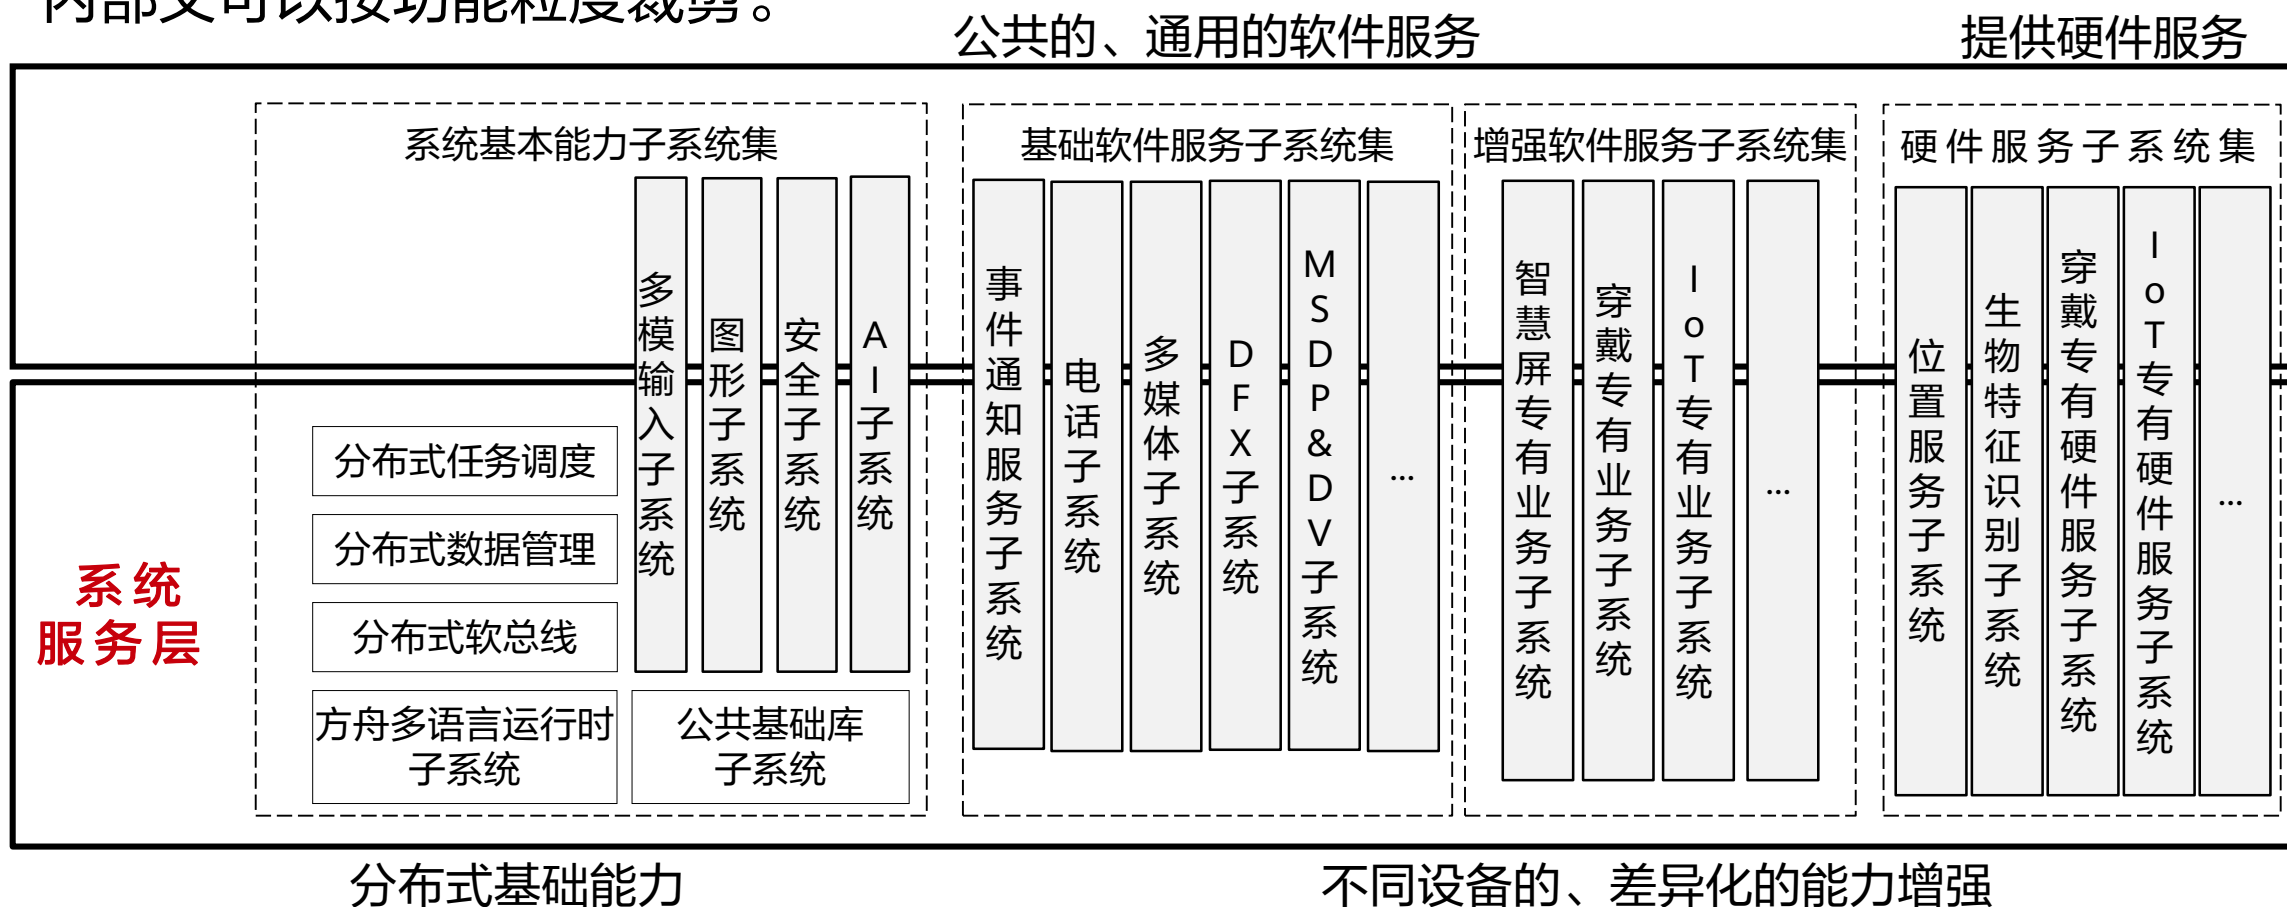 内部又可以按功能粒度裁剪。
公共的、通用的软件服务
提供硬件服务
系统基本能力子系统集
基础软件服务子系统集
增强软件服务子系统集
硬件服务子系统集
多模输入子系统
图形子系统
安全子系统
AI子系统
分布式任务调度
分布式数据管理
分布式软总线
方舟多语言运行时
子系统
公共基础库
子系统
事件通知服务子系统
电话子系统
多媒体子系统
DFX子系统
MSDP&DV子系统
...
智慧屏专有业务子系统
穿戴专有业务子系统
IoT专有业务子系统
...
位置服务子系统
生物特征识别子系统
穿戴专有硬件服务子系统
IoT专有硬件服务子系统
...
系统
服务层
分布式基础能力
不同设备的、差异化的能力增强